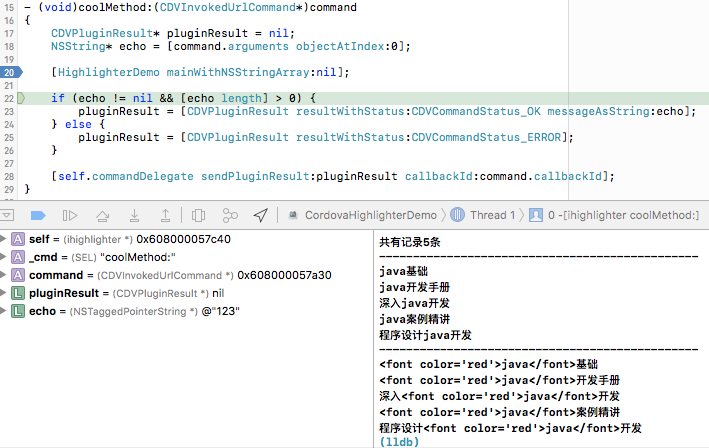 15 - (void)coolMethod:(CDVInvokedUrlCommand*)command
16 {
17 CDVPluginResult* pluginResult = nil;
18 NSString* echo = [command.arguments objectAtIndex:0];
19
20 [HighlighterDemo mainWithNSStringArray:nil];
21
22 if (echo != nil && [echo length] > 0) {
23 pluginResult = [CDVPluginResult resultWithStatus:CDVCommandStatus_OK messageAsString:echo];
24 } else {
25 pluginResult = [CDVPluginResult resultWithStatus:CDVCommandStatus_ERROR];
26 }
27
28 [self.commandDelegate sendPluginResult:pluginResult callbackId:command.callbackId];
29 }
CordovaHighlighterDemo Thread 1 0 -[ihighlighter coolMethod:]
A self = (ihighlighter *) 0x608000057c40
A _cmd = (SEL) "coolMethod:"
A command = (CDVInvokedUrlCommand *) 0x608000057a30
L pluginResult = (CDVPluginResult *) nil
L echo = (NSTaggedPointerString *) @"123"
共有记录5条
----------------------------------------------
java基础
java开发手册
深入java开发
java案例精讲
程序设计java开发
----------------------------------------------
<font color='red'>java</font>基础
<font color='red'>java</font>开发手册
深入<font color='red'>java</font>开发
<font color='red'>java</font>案例精讲
程序设计<font color='red'>java</font>开发
(lldb)